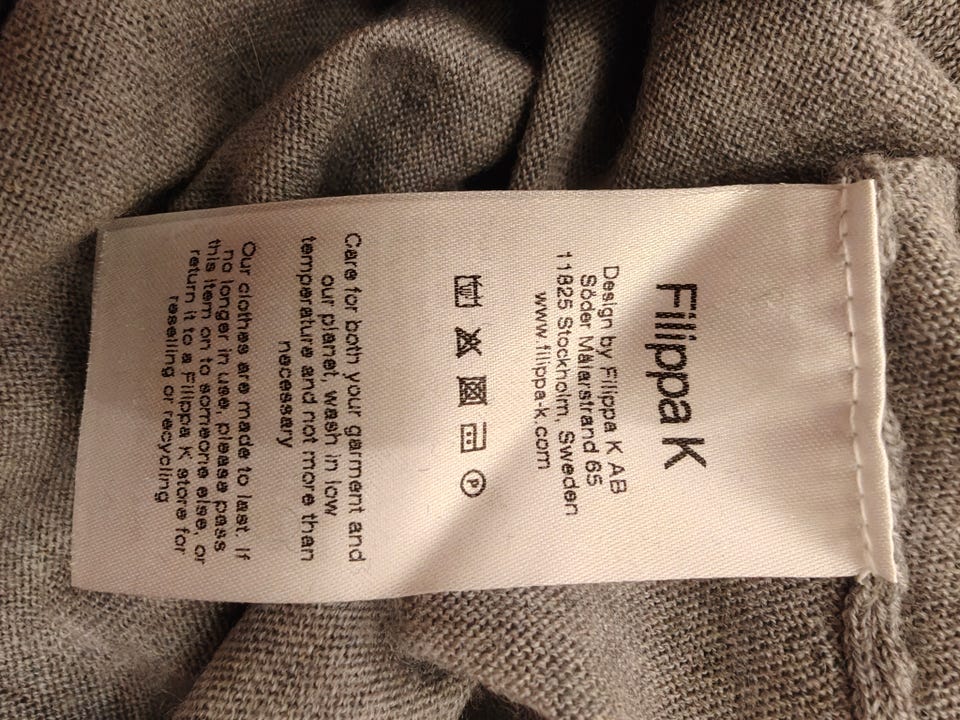 Filippa K
Design by Filippa K AB
Söder Mälarstrand 65
11825 Stockholm, Sweden
www.filippa-k.com
P
Care for both your garment and
our planet, wash in low
temperature and not more than
necessary
Our clothes are made to last. If
no longer in use, please pass
this item on to someone else, or
return it to a Filippa K store for
reselling or recycling